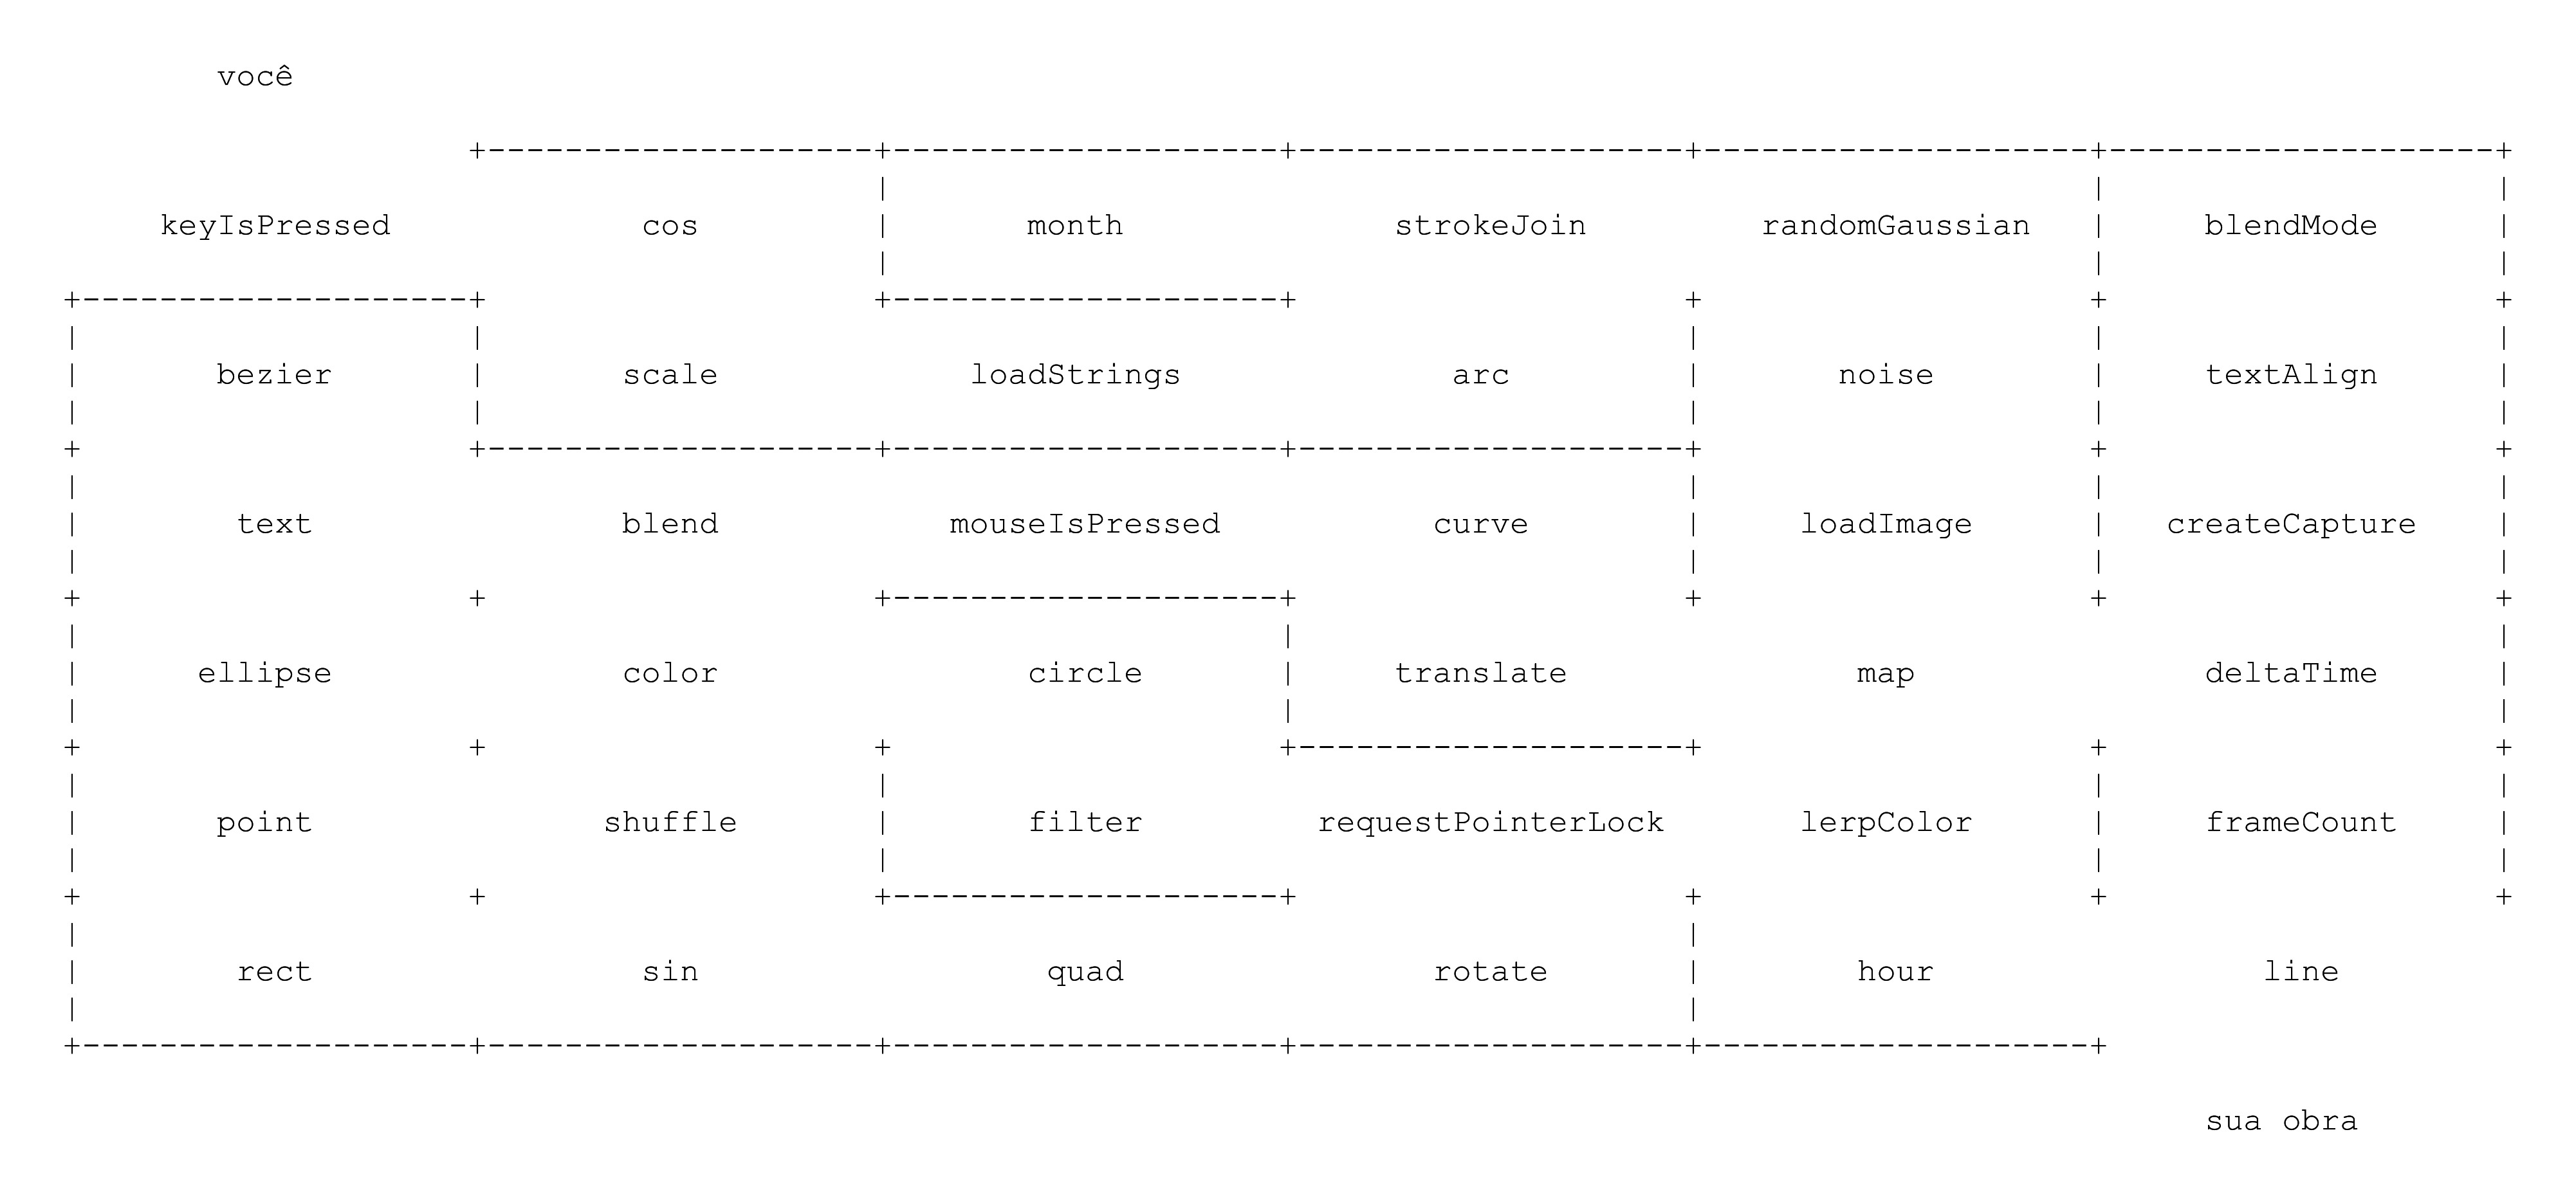 você
keyIsPressed cos month strokeJoin randomGaussian blendMode
bezier scale loadStrings arc noise textAlign
text blend mouseIsPressed curve loadImage createCapture
ellipse color circle translate map deltaTime
point shuffle filter requestPointerLock lerpColor frameCount
rect sin quad rotate hour line
sua obra